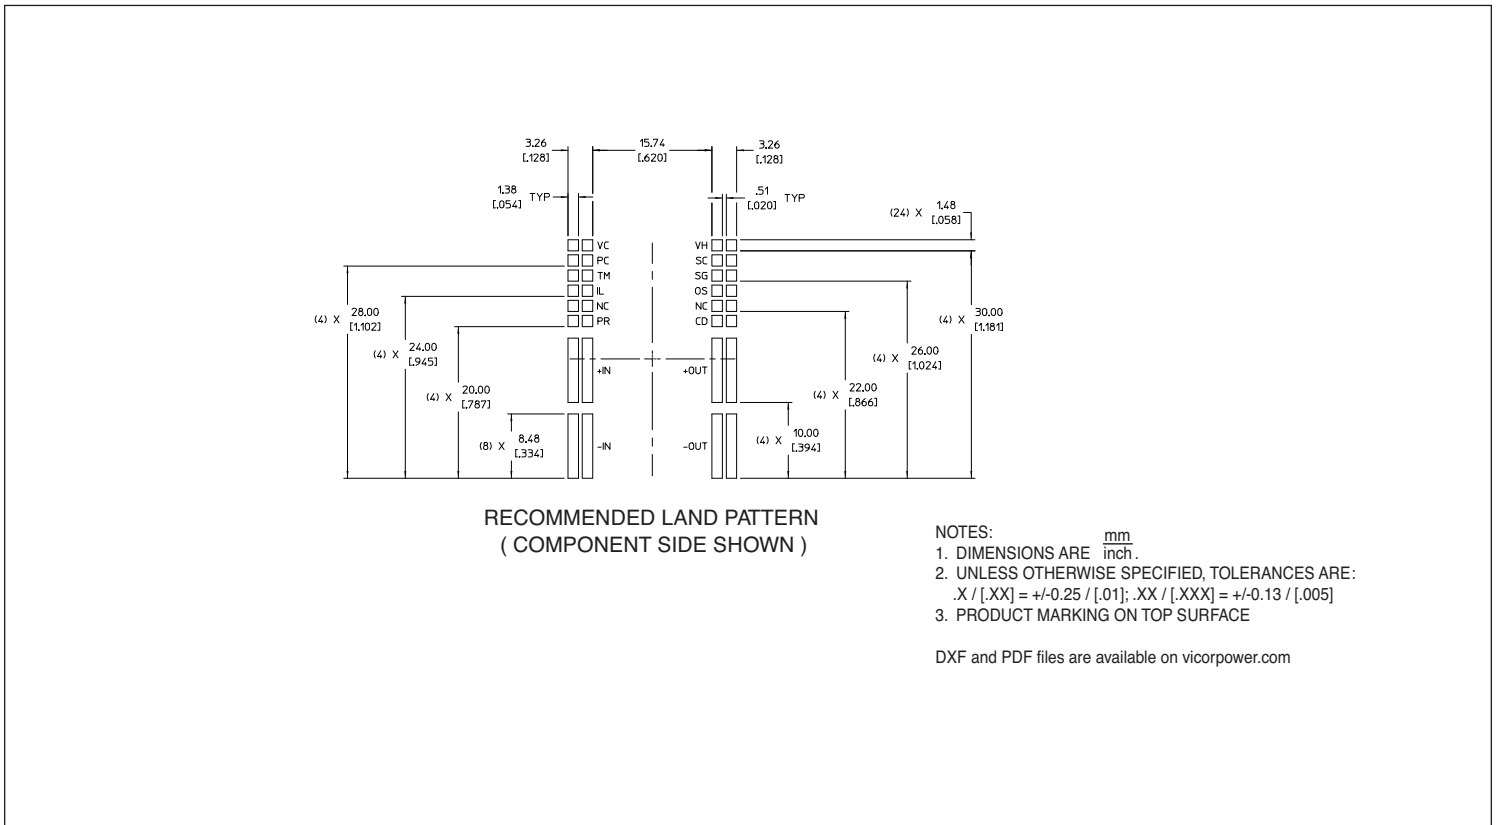 3.26
[.128]
15.74
[.620]
3.26
[.128]
1.38
[.054]
TYP
.51
[.020]
TYP
(24) X 1.48
[.058]
VC
VH
PC
SC
TM
SG
IL
OS
NC
NC
PR
CD
(4) X 28.00
[1.102]
(4) X 30.00
[1.181]
(4) X 24.00
[.945]
(4) X 26.00
[1.024]
+IN
+OUT
(4) X 20.00
[.787]
(4) X 22.00
[.866]
(8) X 8.48
[.334]
-IN
-OUT
(4) X 10.00
[.394]
RECOMMENDED LAND PATTERN
( COMPONENT SIDE SHOWN )
NOTES:
1. DIMENSIONS ARE mm
inch .
2. UNLESS OTHERWISE SPECIFIED, TOLERANCES ARE:
.X / [.XX] = +/-0.25 / [.01]; .XX / [.XXX] = +/-0.13 / [.005]
3. PRODUCT MARKING ON TOP SURFACE
DXF and PDF files are available on vicorpower.com